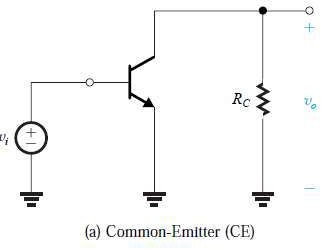 +
R_C
v_o
v_i
+
−
−
(a) Common-Emitter (CE)